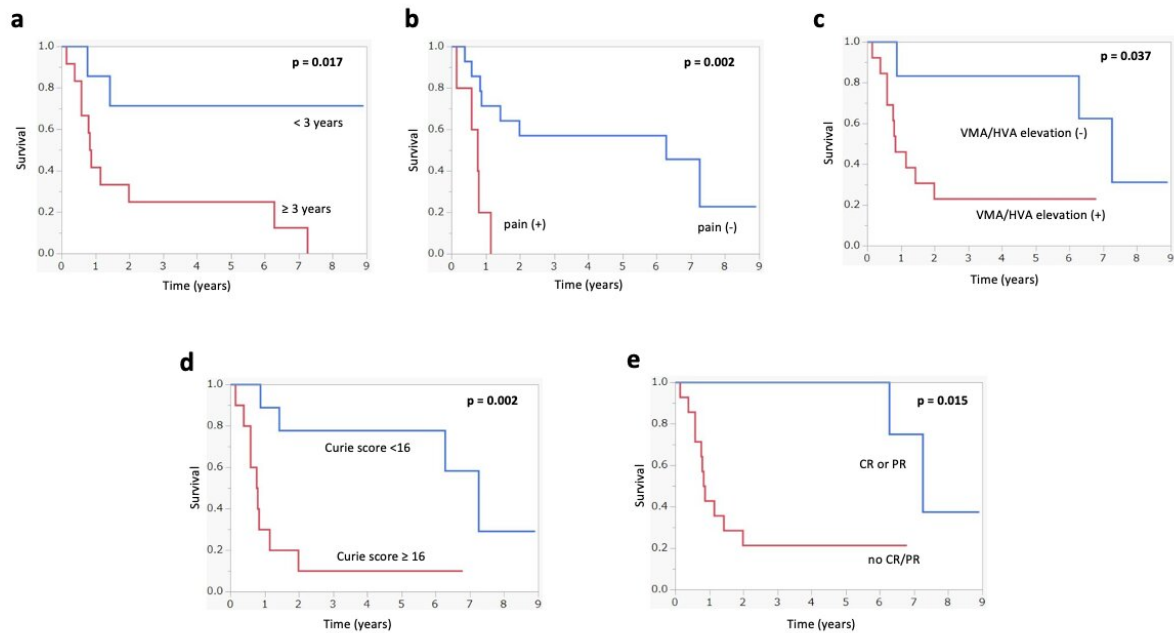 a
1.0
0.8
0.6
0.4
0.2
0.0
Survival
p = 0.017
< 3 years
≥ 3 years
0 1 2 3 4 5 6 7 8 9
Time (years)
b
1.0
0.8
0.6
0.4
0.2
0.0
Survival
p = 0.002
pain (+)
pain (-)
0 1 2 3 4 5 6 7 8 9
Time (years)
c
1.0
0.8
0.6
0.4
0.2
0.0
Survival
p = 0.037
VMA/HVA elevation (-)
VMA/HVA elevation (+)
0 1 2 3 4 5 6 7 8 9
Time (years)
d
1.0
0.8
0.6
0.4
0.2
0.0
Survival
p = 0.002
Curie score <16
Curie score ≥ 16
0 1 2 3 4 5 6 7 8 9
Time (years)
e
1.0
0.8
0.6
0.4
0.2
0.0
Survival
p = 0.015
CR or PR
no CR/PR
0 1 2 3 4 5 6 7 8 9
Time (years)